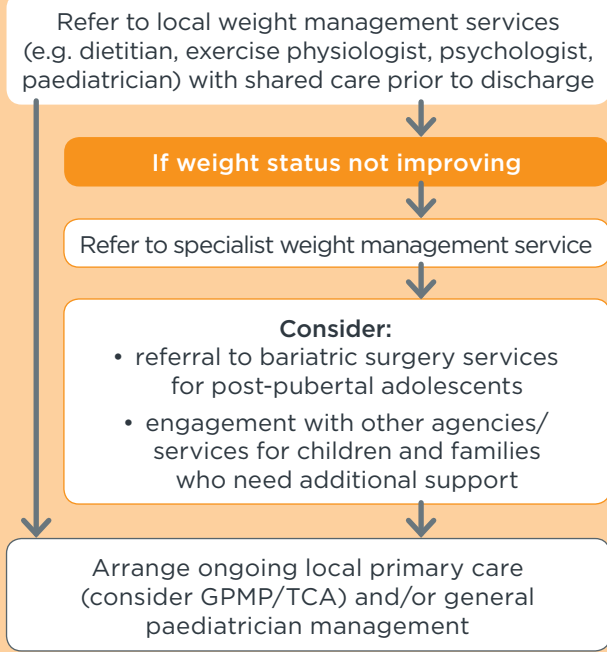 Refer to local weight management services
(e.g. dietitian, exercise physiologist, psychologist,
paediatrician) with shared care prior to discharge
If weight status not improving
Refer to specialist weight management service
Consider:
• referral to bariatric surgery services
for post-pubertal adolescents
• engagement with other agencies/
services for children and families
who need additional support
Arrange ongoing local primary care
(consider GPMP/TCA) and/or general
paediatrician management